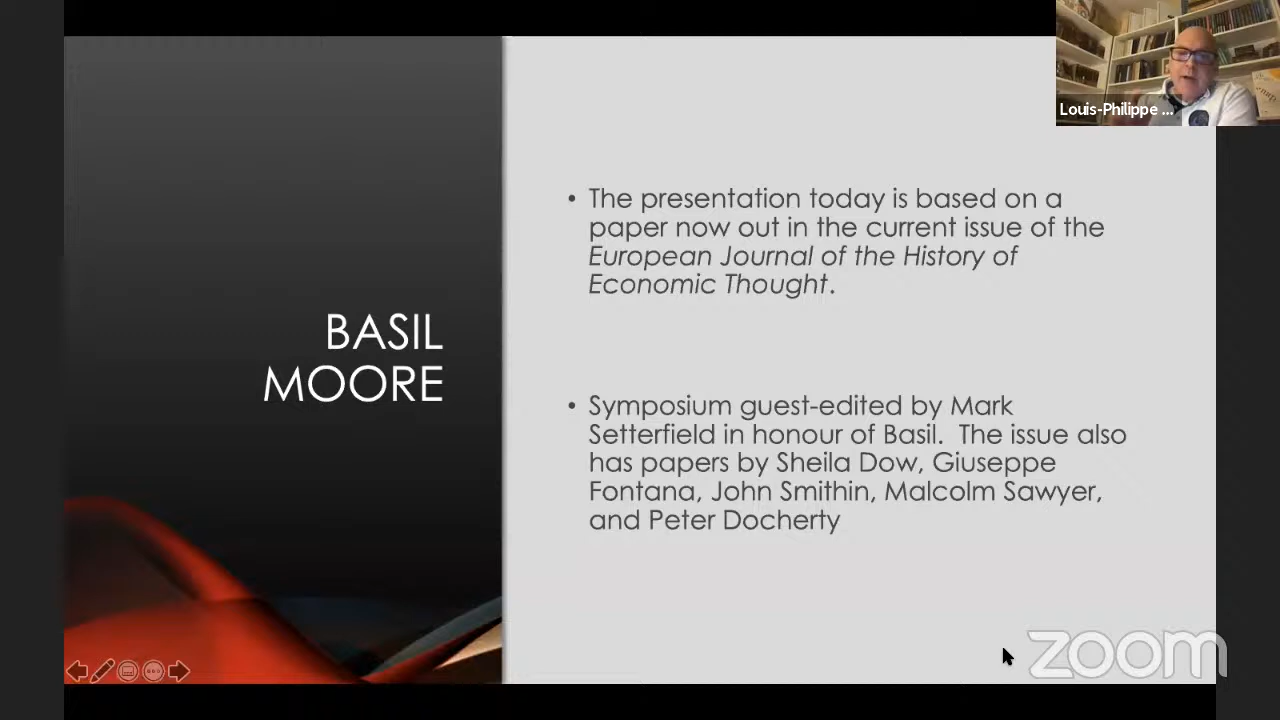 Louis-Philippe ...
BASIL
MOORE
• The presentation today is based on a
paper now out in the current issue of the
European Journal of the History of
Economic Thought.
• Symposium guest-edited by Mark
Setterfield in honour of Basil.  The issue also
has papers by Sheila Dow, Giuseppe
Fontana, John Smithin, Malcolm Sawyer,
and Peter Docherty
zoom